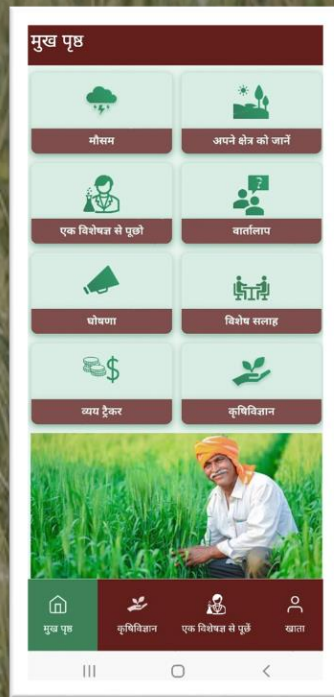 मुख पृष्ठ
मौसम
अपने क्षेत्र को जानें
एक विशेषज्ञ से पूछो
वार्तालाप
घोषणा
विशेष सलाह
व्यय ट्रैकर
कृषिविज्ञान
मुख पृष्ठ
कृषिविज्ञान
एक विशेषज्ञ से पूछें
खाता